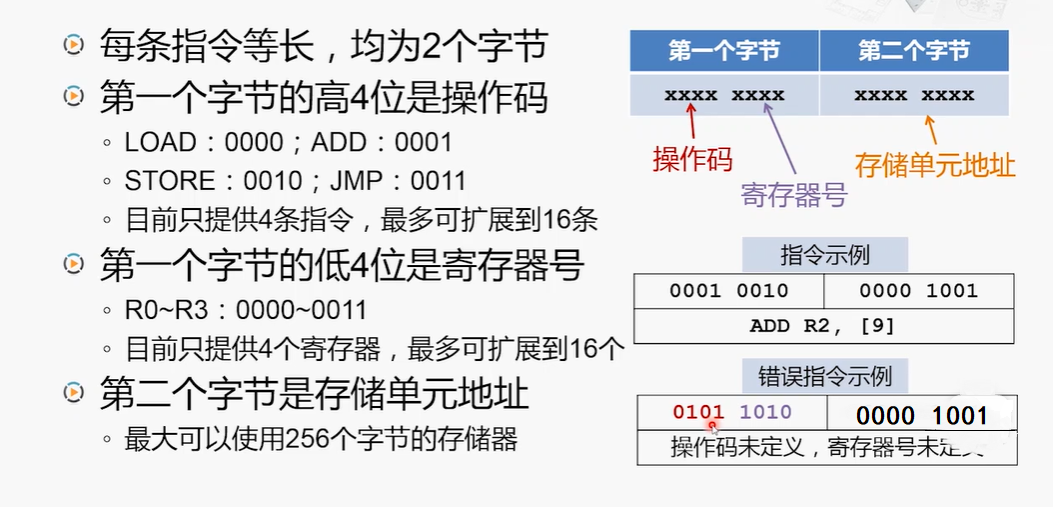 每条指令等长，均为2个字节
第一个字节的高4位是操作码
LOAD：0000；ADD：0001
STORE：0010；JMP：0011
目前只提供4条指令，最多可扩展到16条
第一个字节的低4位是寄存器号
R0~R3：0000~0011
目前只提供4个寄存器，最多可扩展到16个
第二个字节是存储单元地址
最大可以使用256个字节的存储器
第一个字节 第二个字节
xxxx xxxx xxxx xxxx
操作码
存储单元地址
寄存器号
指令示例
0001 0010 0000 1001
ADD R2, [9]
错误指令示例
0101 1010 0000 1001
操作码未定义，寄存器号未定义